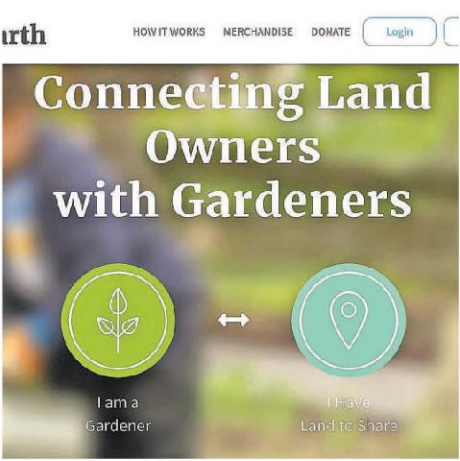 arth
HOW IT WORKS MERCHANDISE DONATE Login
Connecting Land
Owners
with Gardeners
I am a
Gardener
I Have
Land to Share